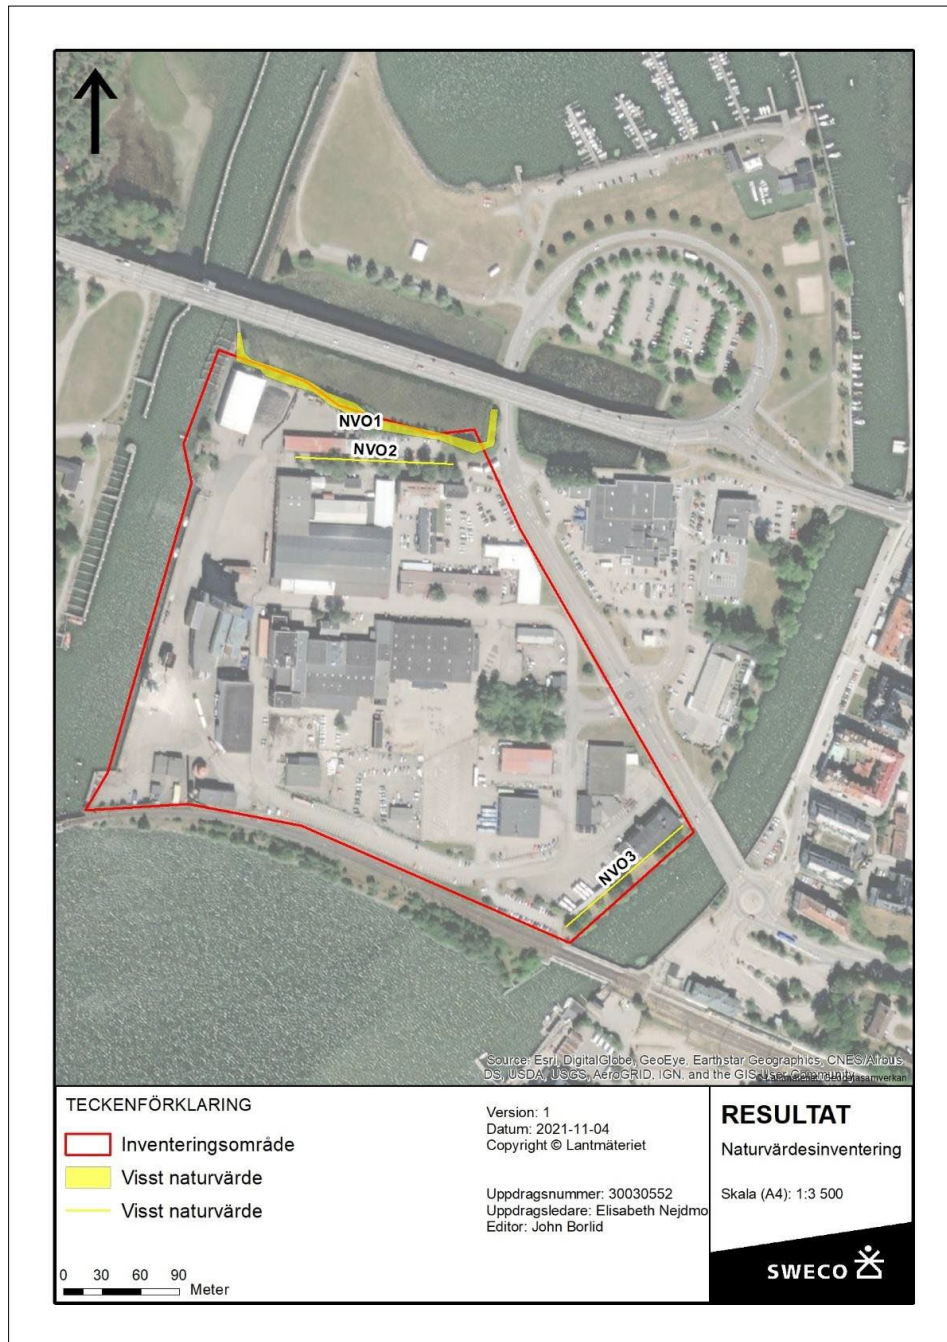 NVO1
NVO2
NVO3
Source: Esri, DigitalGlobe, GeoEye, Earthstar Geographics, CNES/Airbus
DS, USDA, USGS, AeroGRID, IGN, and the GIS User Community
TECKENFÖRKLARING
Inventeringsområde
Visst naturvärde
Visst naturvärde
0 30 60 90
Meter
Version: 1
Datum: 2021-11-04
Copyright © Lantmäteriet
Uppdragsnummer: 30030552
Uppdragsledare: Elisabeth Nejdmo
Editor: John Borlid
RESULTAT
Naturvärdesinventering
Skala (A4): 1:3 500
SWECO